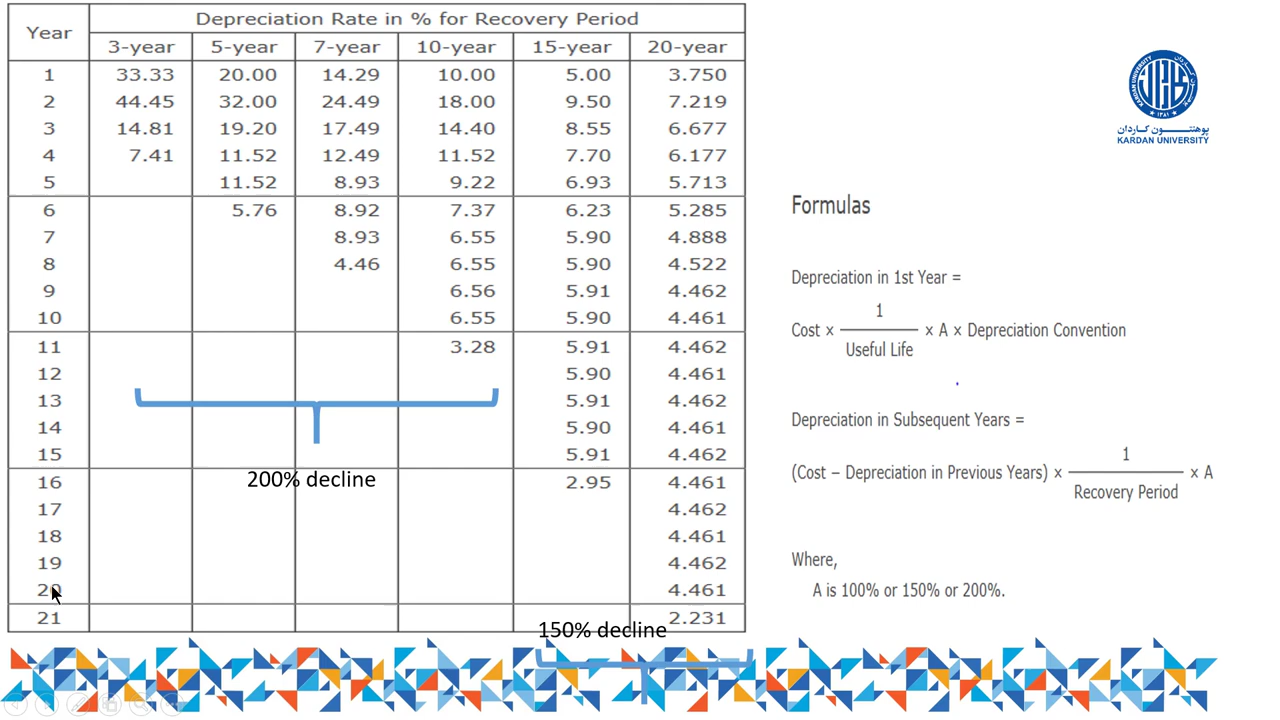 Depreciation Rate in % for Recovery Period
Year
3-year 5-year 7-year 10-year 15-year 20-year
1 33.33 20.00 14.29 10.00 5.00 3.750
2 44.45 32.00 24.49 18.00 9.50 7.219
3 14.81 19.20 17.49 14.40 8.55 6.677
4 7.41 11.52 12.49 11.52 7.70 6.177
5 11.52 8.93 9.22 6.93 5.713
6 5.76 8.92 7.37 6.23 5.285
7 8.93 6.55 5.90 4.888
8 4.46 6.55 5.90 4.522
9 6.56 5.91 4.462
10 6.55 5.90 4.461
11 3.28 5.91 4.462
12 5.90 4.461
13 5.91 4.462
14 5.90 4.461
15 5.91 4.462
16 2.95 4.461
17 4.462
18 4.461
19 4.462
20 4.461
21 2.231
200% decline
150% decline
پوهنتون کاردان
KARDAN UNIVERSITY
Formulas
Depreciation in 1st Year =
Cost × 1 / Useful Life × A × Depreciation Convention
Depreciation in Subsequent Years =
(Cost − Depreciation in Previous Years) × 1 / Recovery Period × A
Where,
A is 100% or 150% or 200%.